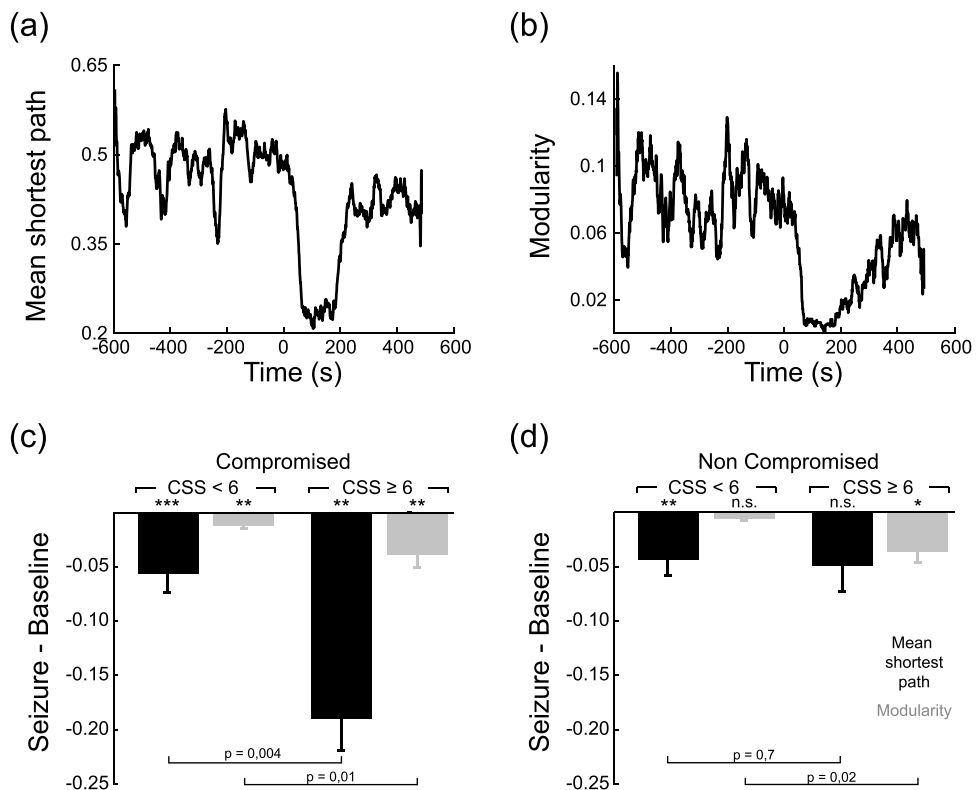 (a)
Mean shortest path
0.65
0.5
0.35
0.2
-600 -400 -200 0 200 400 600
Time (s)
(b)
Modularity
0.14
0.1
0.06
0.02
-600 -400 -200 0 200 400 600
Time (s)
(c)
Compromised
CSS < 6 CSS ≥ 6
*** ** ** **
Seizure - Baseline
-0.05
-0.10
-0.15
-0.20
-0.25
p = 0,004
p = 0,01
(d)
Non Compromised
CSS < 6 CSS ≥ 6
** n.s. n.s. *
Seizure - Baseline
-0.05
-0.10
-0.15
-0.20
-0.25
Mean
shortest
path
Modularity
p = 0,7
p = 0,02